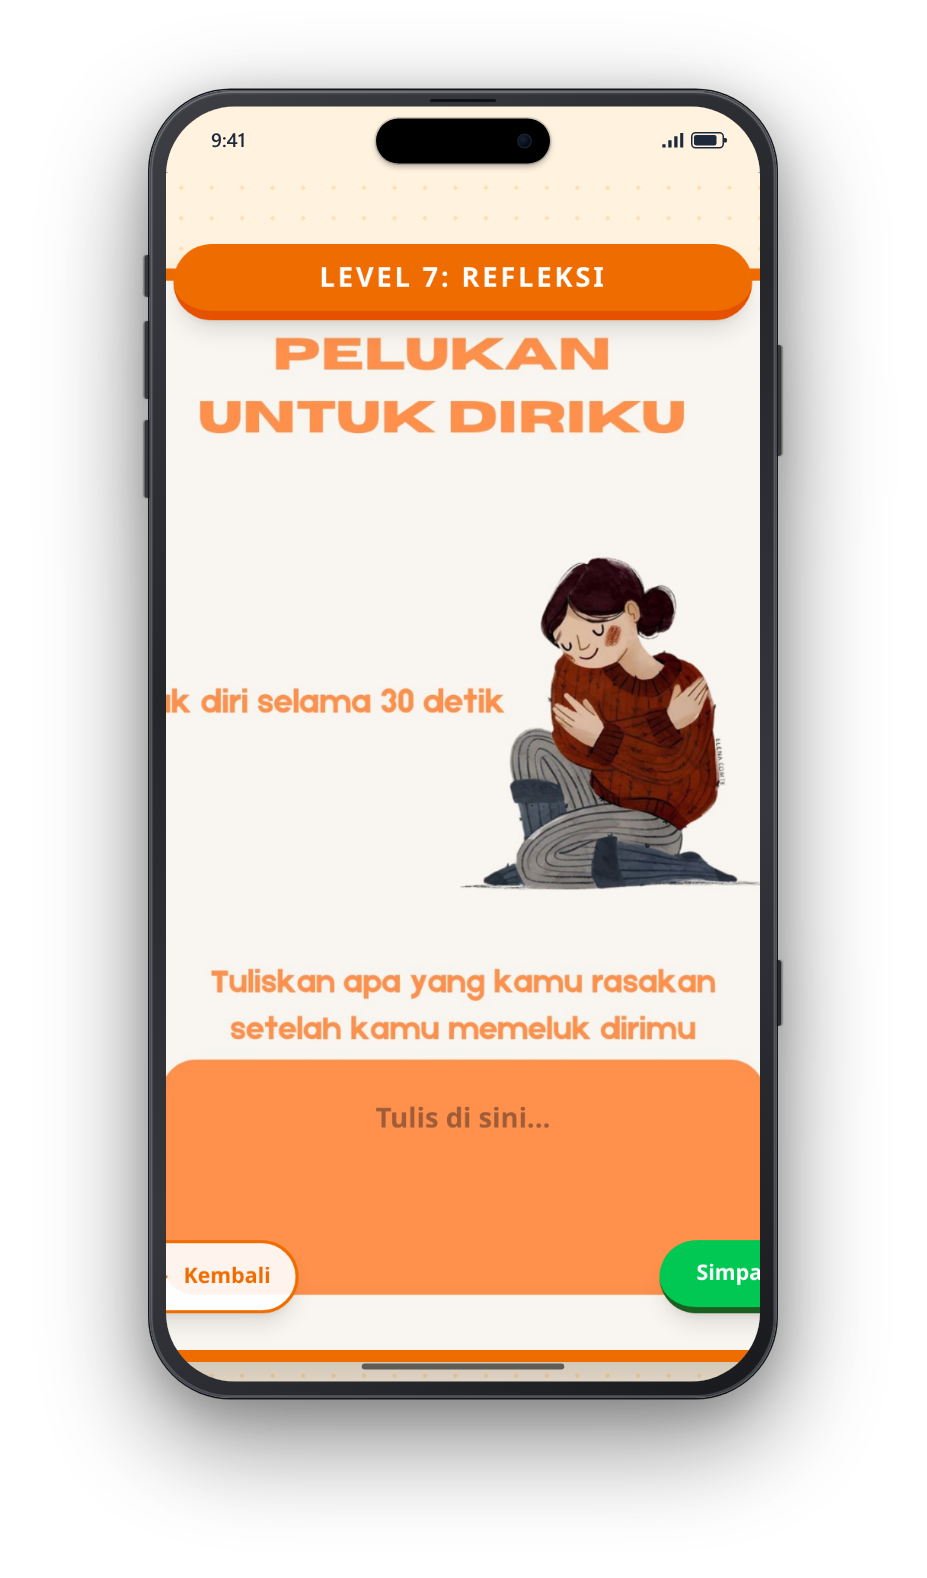 9:41
LEVEL 7: REFLEKSI
PELUKAN
UNTUK DIRIKU
k diri selama 30 detik
Tuliskan apa yang kamu rasakan
setelah kamu memeluk dirimu
Tulis di sini...
Kembali
Simpa